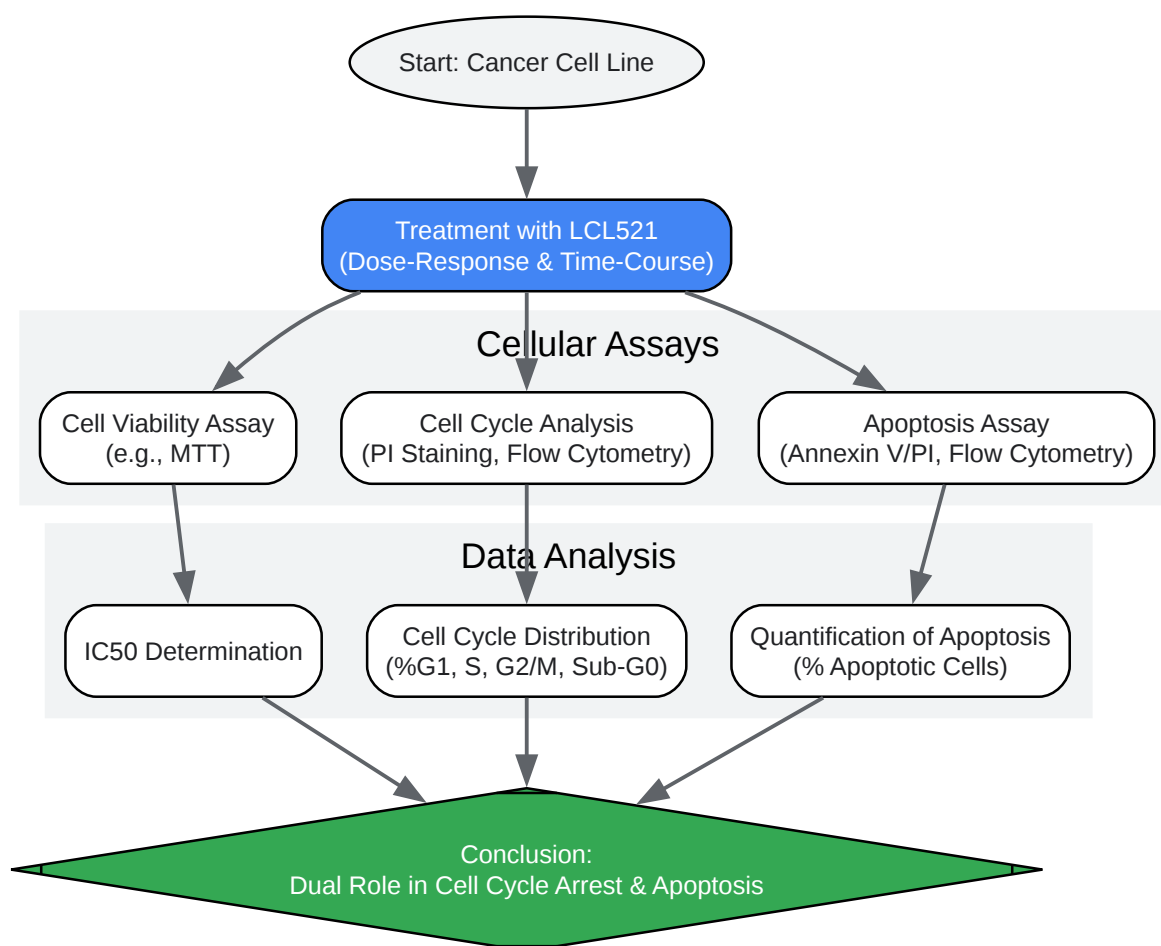 Start: Cancer Cell Line
Treatment with LCL521
(Dose-Response & Time-Course)
Cellular Assays
Cell Viability Assay
(e.g., MTT)
Cell Cycle Analysis
(PI Staining, Flow Cytometry)
Apoptosis Assay
(Annexin V/PI, Flow Cytometry)
Data Analysis
IC50 Determination
Cell Cycle Distribution
(%G1, S, G2/M, Sub-G0)
Quantification of Apoptosis
(% Apoptotic Cells)
Conclusion:
Dual Role in Cell Cycle Arrest & Apoptosis